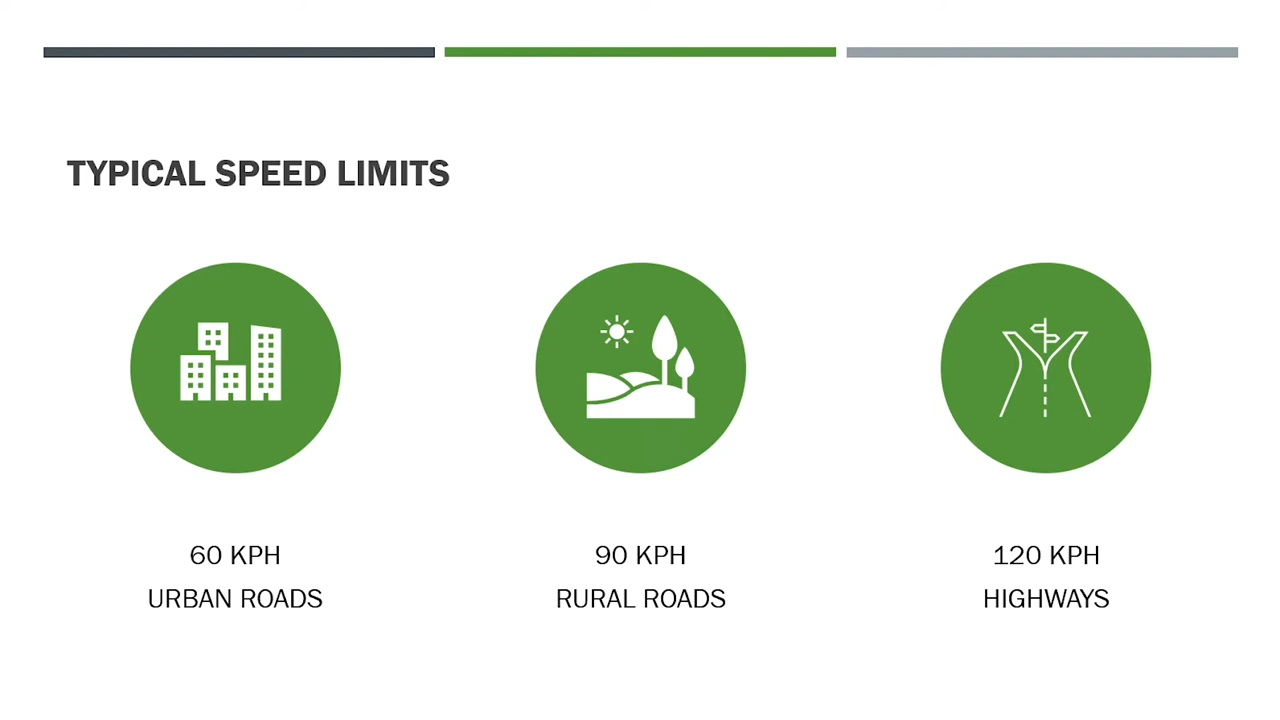 TYPICAL SPEED LIMITS
60 KPH
URBAN ROADS
90 KPH
RURAL ROADS
120 KPH
HIGHWAYS